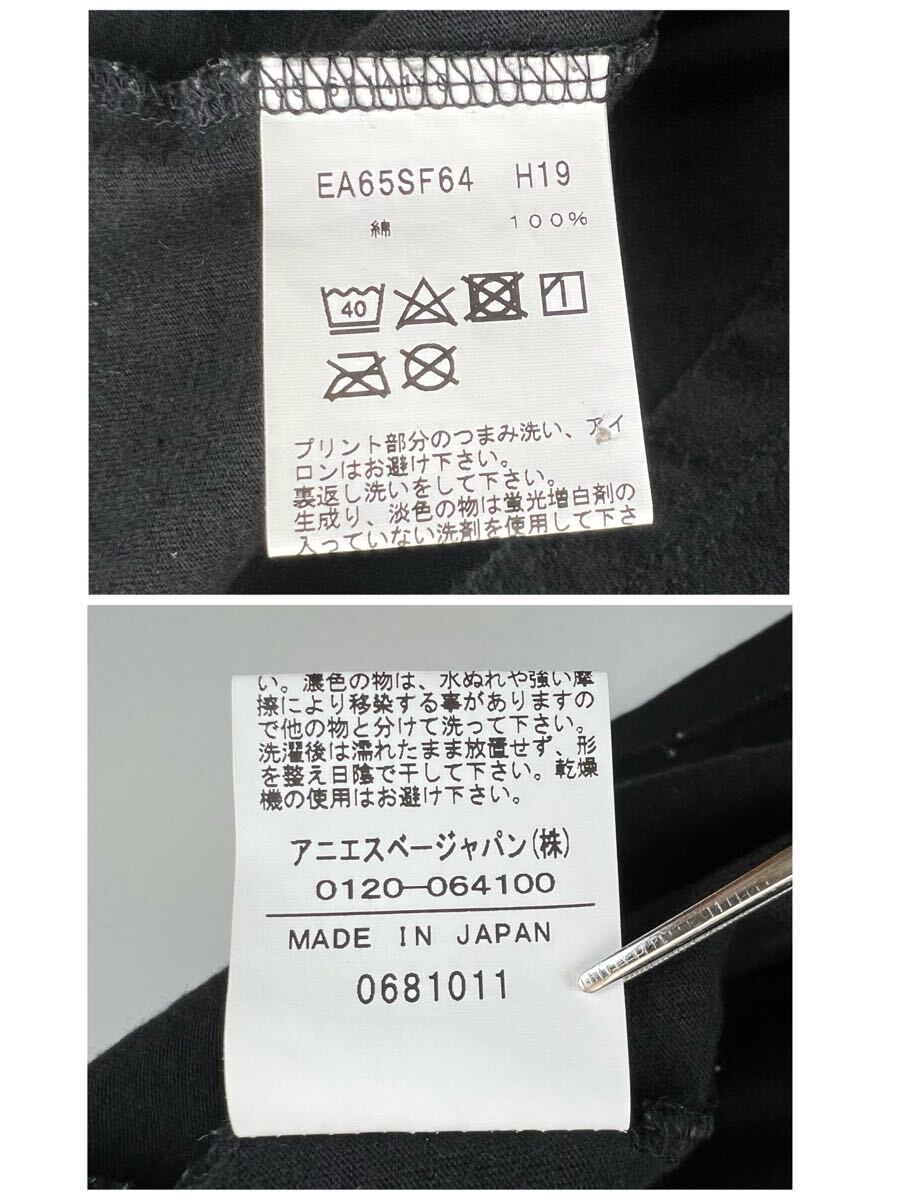 EA65SF64 H19
綿 100%
40
プリント部分のつまみ洗い、アイ
ロンはお避け下さい。
裏返し洗いをして下さい。
生成り、淡色の物は蛍光増白剤の
入っていない洗剤を使用して下さ
い。濃色の物は、水ぬれや強い摩
擦により移染する事がありますの
で他の物と分けて洗って下さい。
洗濯後は濡れたまま放置せず、形
を整え日陰で干して下さい。乾燥
機の使用はお避け下さい。
アニエスベージャパン(株)
0120-064100
MADE IN JAPAN
0681011